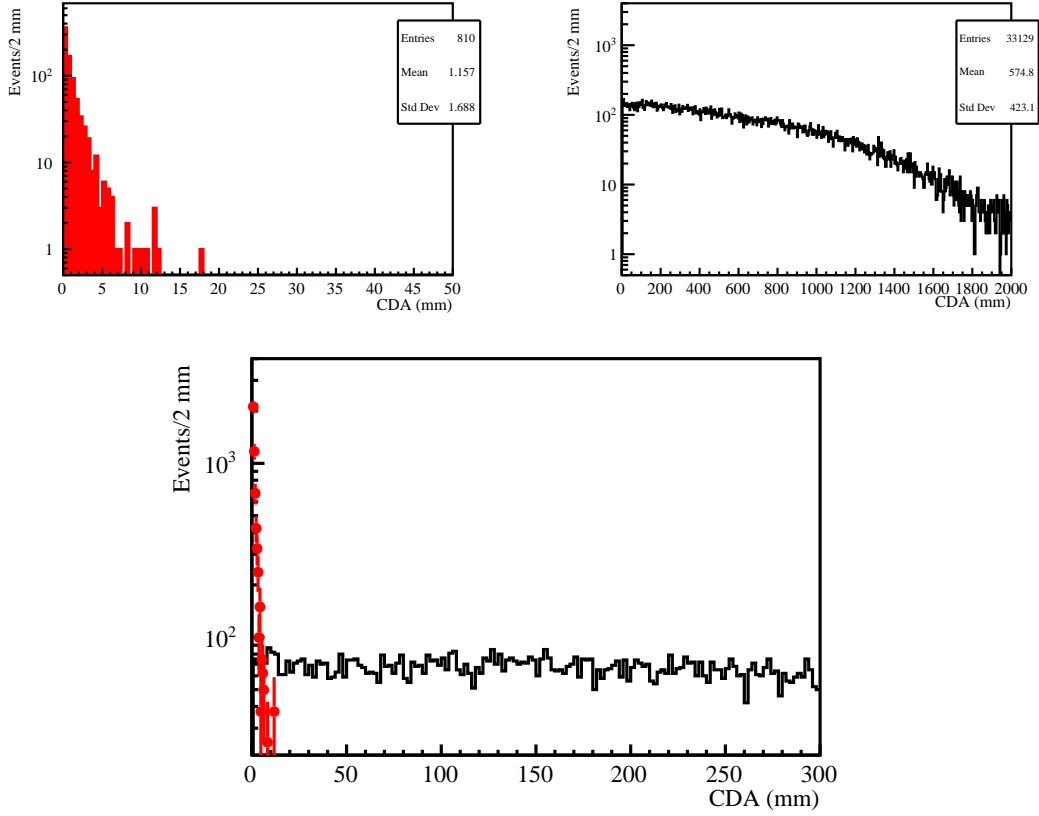 Events/2 mm
10²
10
1
0 5 10 15 20 25 30 35 40 45 50
CDA (mm)
Entries 810
Mean 1.157
Std Dev 1.688
Events/2 mm
10³
10²
10
1
0 200 400 600 800 1000 1200 1400 1600 1800 2000
CDA (mm)
Entries 33129
Mean 574.8
Std Dev 423.1
Events/2 mm
10³
10²
0 50 100 150 200 250 300
CDA (mm)